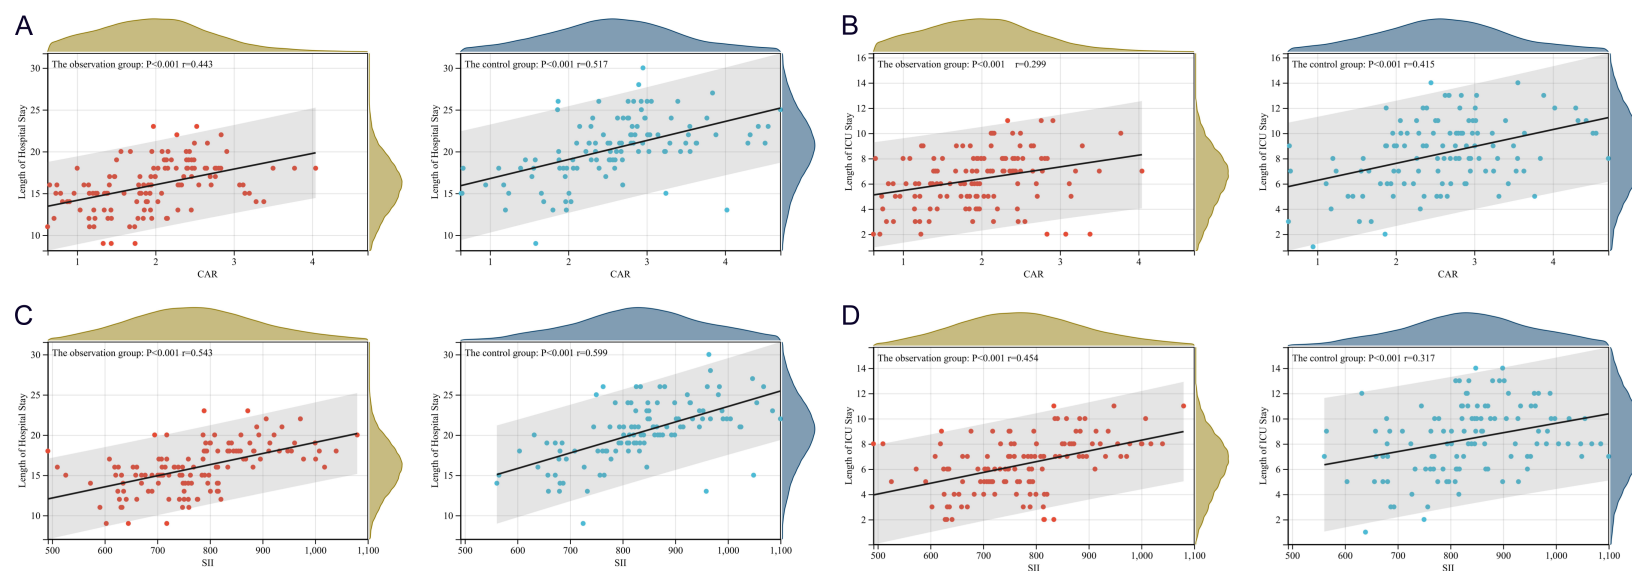 A
B
The observation group: P<0.001 r=0.443
The control group: P<0.001 r=0.517
The observation group: P<0.001 r=0.299
The control group: P<0.001 r=0.415
Length of Hospital Stay
30
25
20
15
10
1 2 3 4
CAR
Length of Hospital Stay
30
25
20
15
10
1 2 3 4
CAR
Length of ICU Stay
16
14
12
10
8
6
4
2
1 2 3 4
CAR
Length of ICU Stay
16
14
12
10
8
6
4
2
1 2 3 4
CAR
C
D
The observation group: P<0.001 r=0.543
The control group: P<0.001 r=0.599
The observation group: P<0.001 r=0.454
The control group: P<0.001 r=0.317
Length of Hospital Stay
30
25
20
15
10
500 600 700 800 900 1,000 1,100
SII
Length of Hospital Stay
30
25
20
15
10
500 600 700 800 900 1,000 1,100
SII
Length of ICU Stay
14
12
10
8
6
4
2
500 600 700 800 900 1,000 1,100
SII
Length of ICU Stay
14
12
10
8
6
4
2
500 600 700 800 900 1,000 1,100
SII